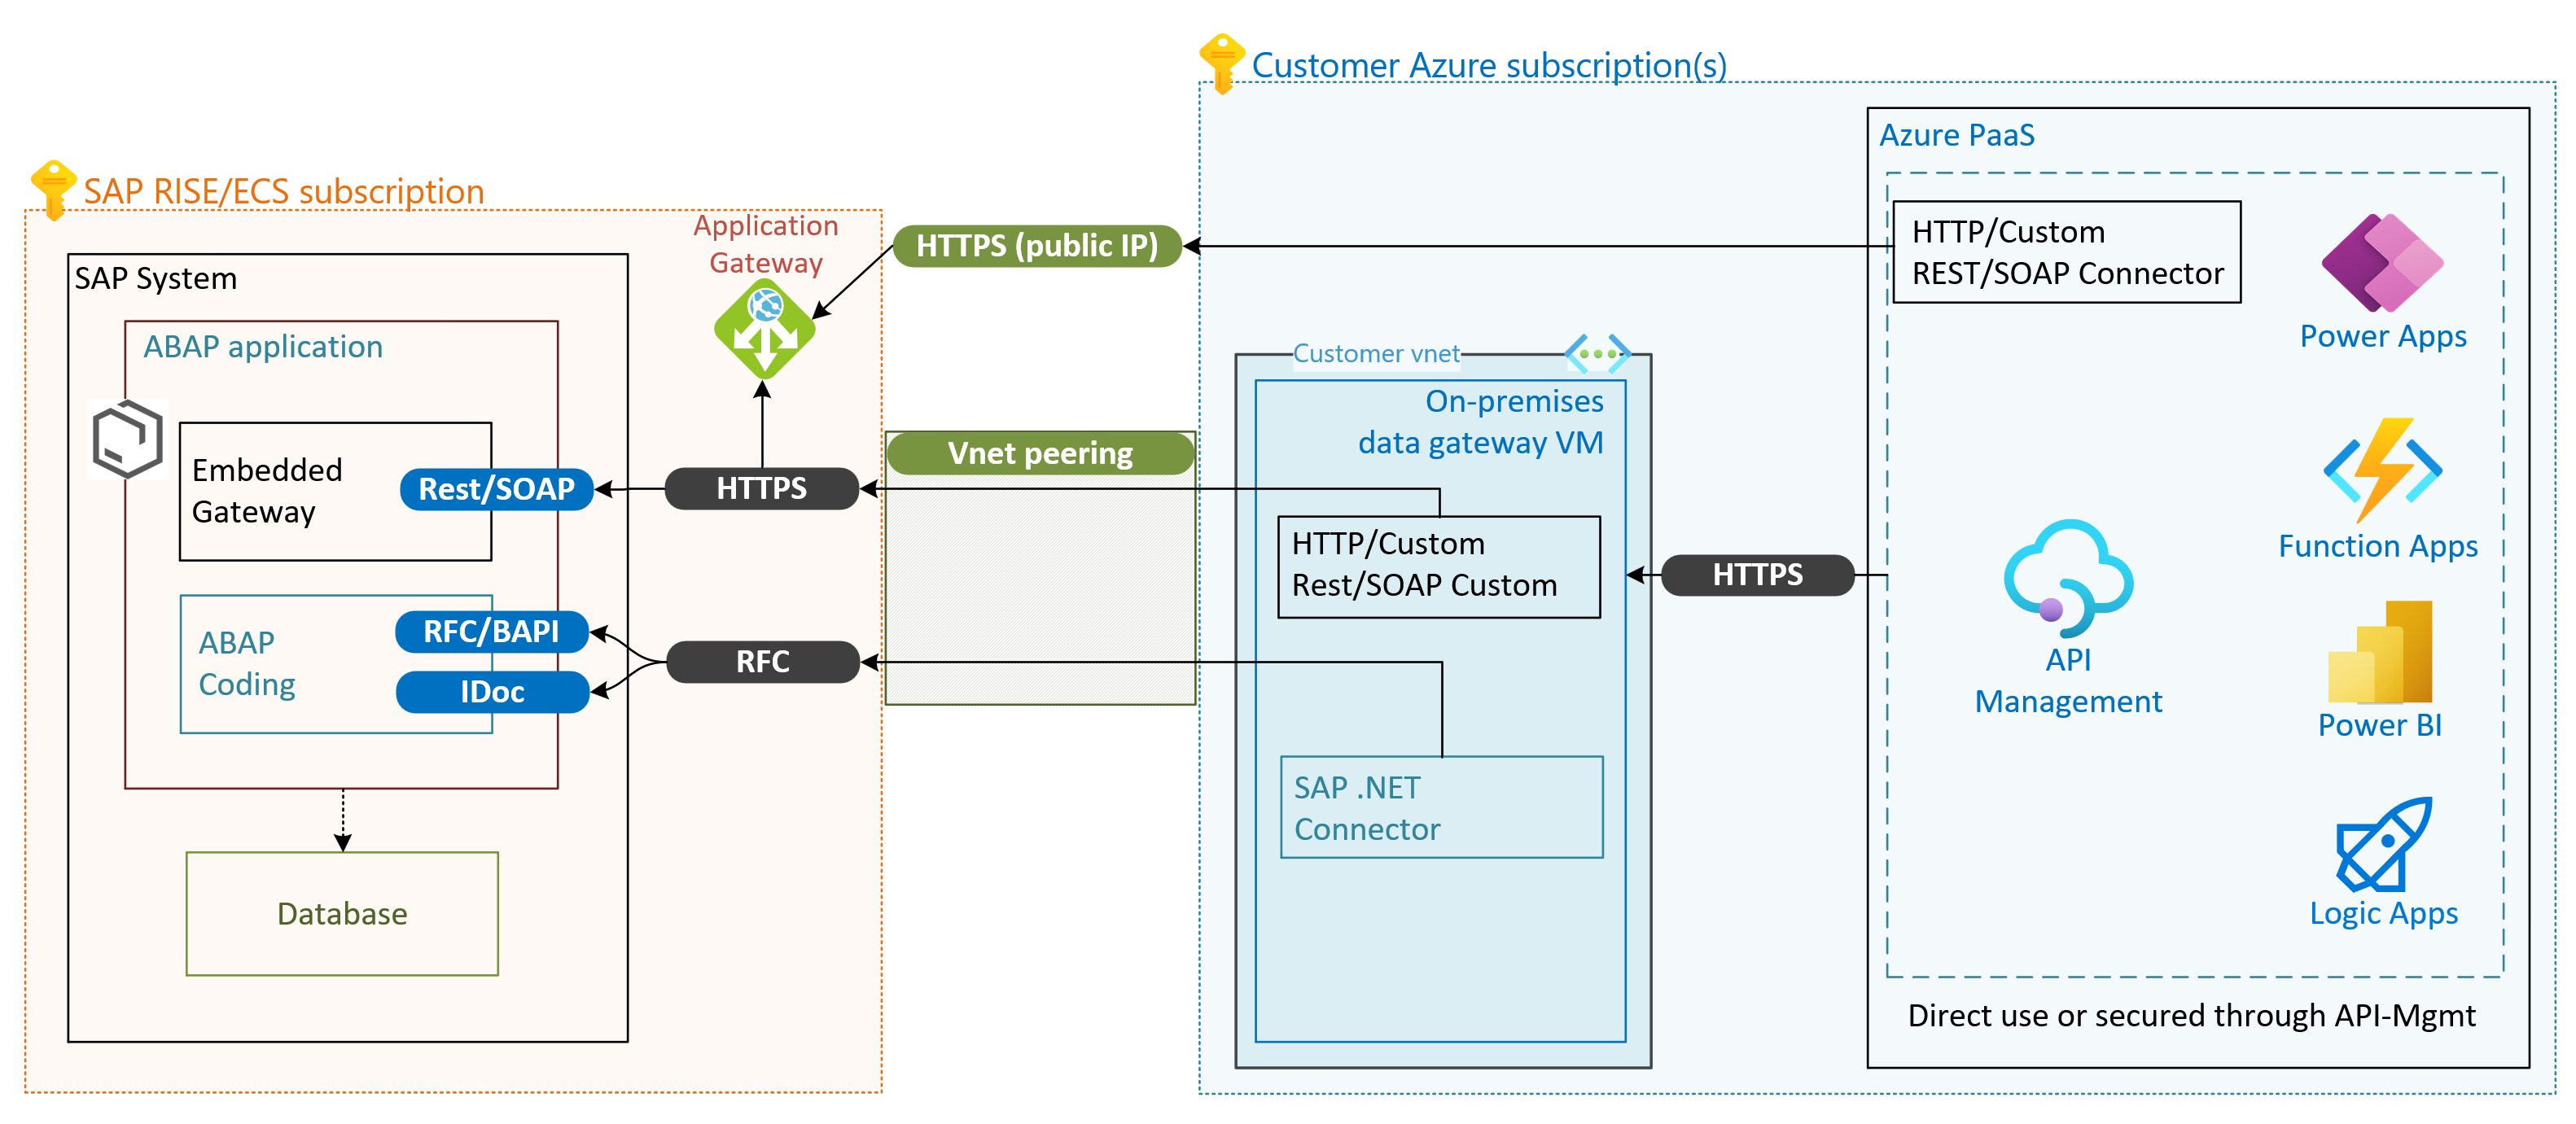 Customer Azure subscription(s)
Azure PaaS
SAP RISE/ECS subscription
Application
Gateway
HTTPS (public IP)
HTTP/Custom
REST/SOAP Connector
Power Apps
SAP System
ABAP application
Customer vnet
On-premises
data gateway VM
Vnet peering
Embedded
Gateway
Rest/SOAP
HTTPS
HTTP/Custom
Rest/SOAP Custom
HTTPS
Function Apps
ABAP
Coding
RFC/BAPI
IDoc
RFC
API
Management
Power BI
SAP .NET
Connector
Database
Logic Apps
Direct use or secured through API-Mgmt